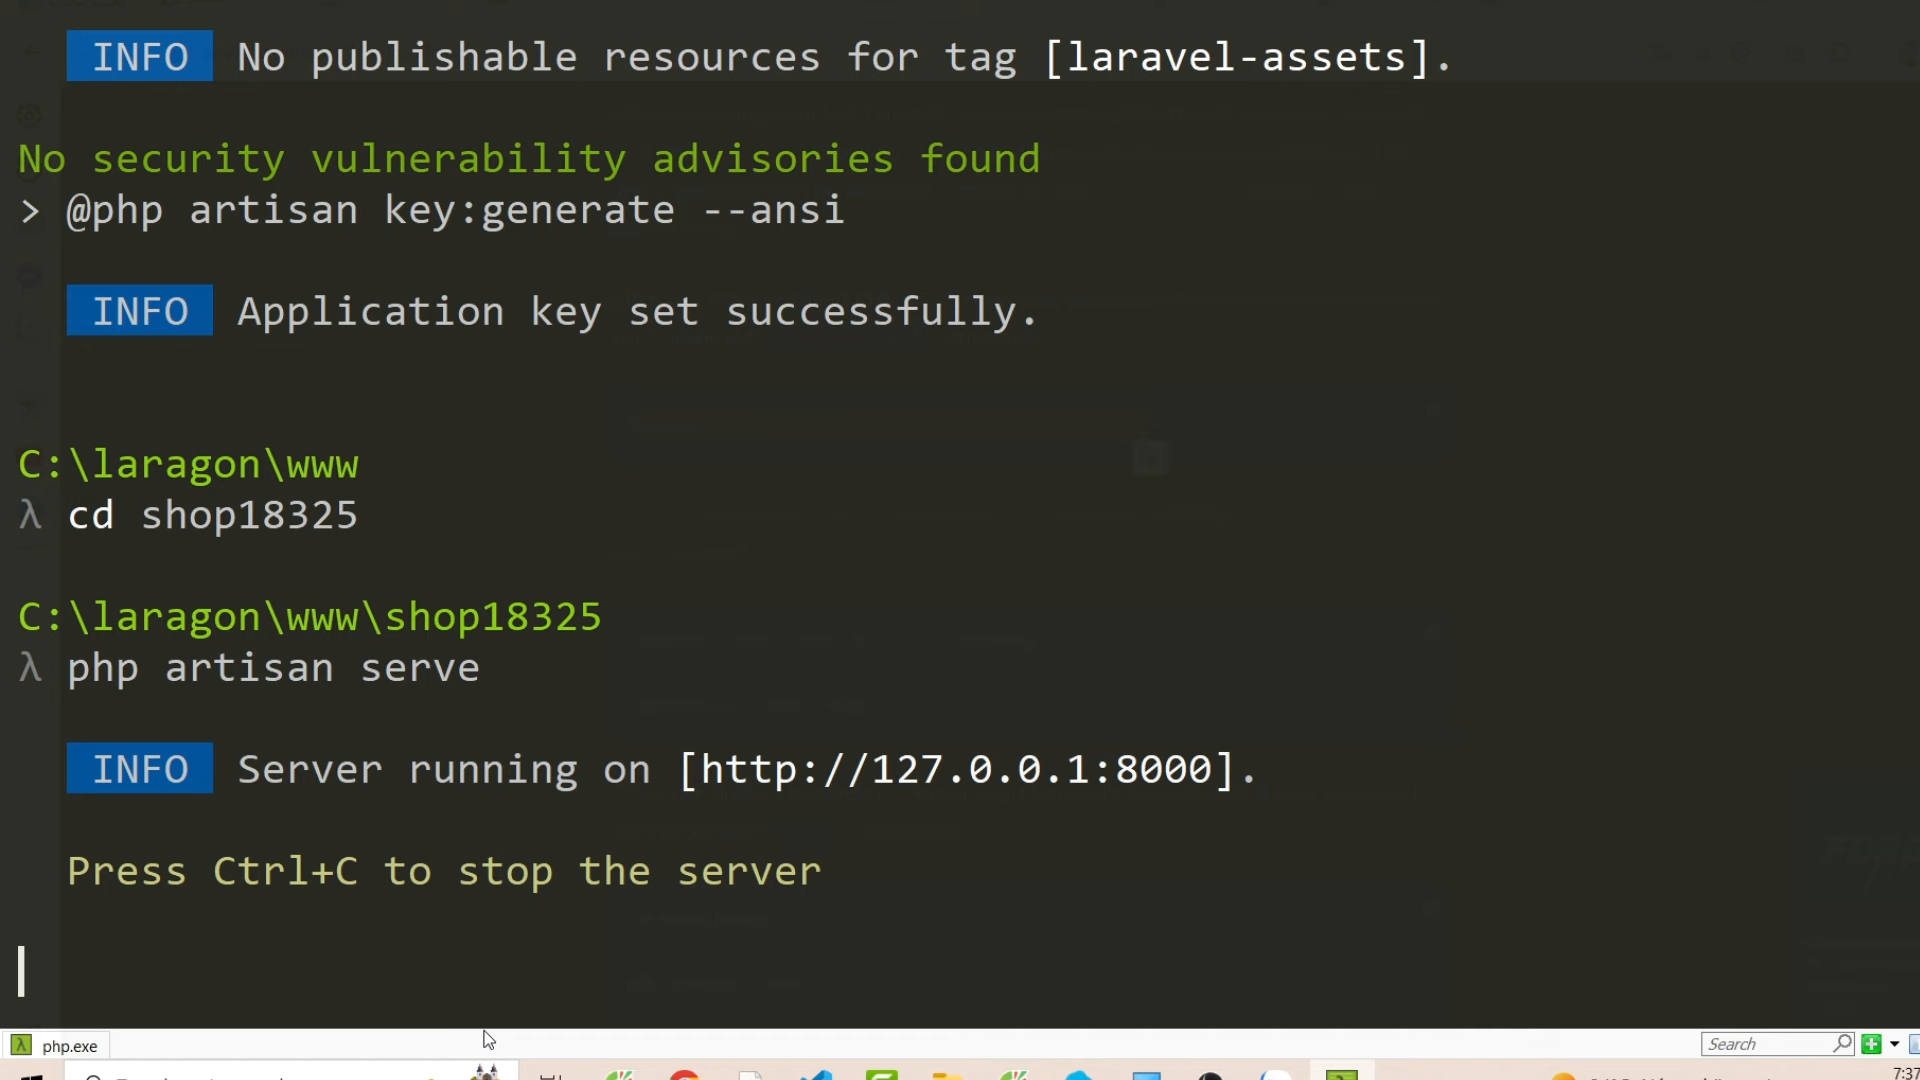 INFO No publishable resources for tag [laravel-assets].
No security vulnerability advisories found
> @php artisan key:generate --ansi
INFO Application key set successfully.
C:\laragon\www
λ cd shop18325
C:\laragon\www\shop18325
λ php artisan serve
INFO Server running on [http://127.0.0.1:8000].
Press Ctrl+C to stop the server
php.exe
Search
7:37